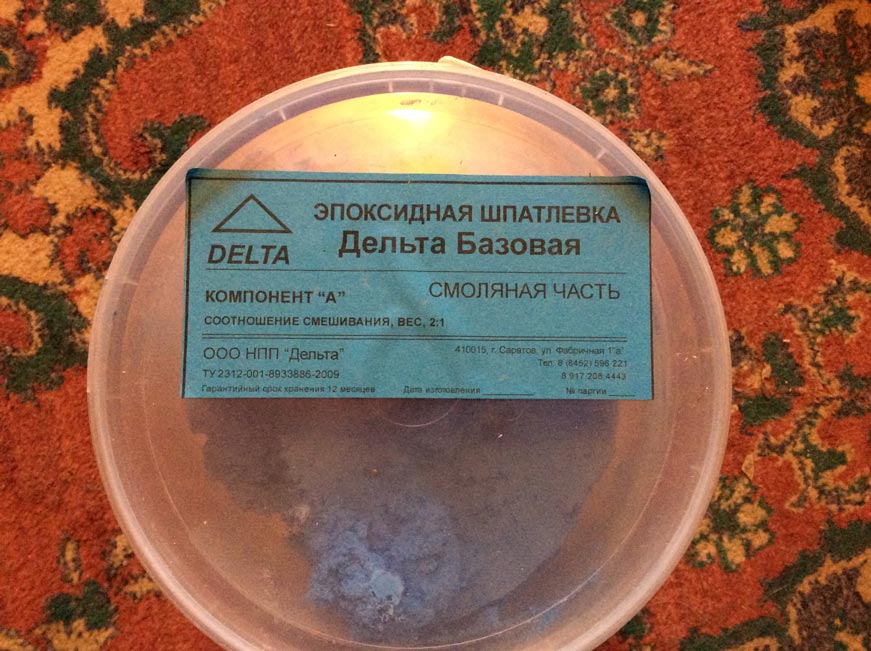 ЭПОКСИДНАЯ ШПАТЛЕВКА
DELTA
Дельта Базовая
КОМПОНЕНТ “А”
СМОЛЯНАЯ ЧАСТЬ
СООТНОШЕНИЕ СМЕШИВАНИЯ, ВЕС, 2:1
ООО НПП “Дельта”
410015, г. Саратов, ул. Фабричная 1"а"
Тел. 8 (8452) 596 221
ТУ 2312-001-8933886-2009
8 917 208 4443
Гарантийный срок хранения 12 месяцев
Дата изготовления ________
№ партии ____